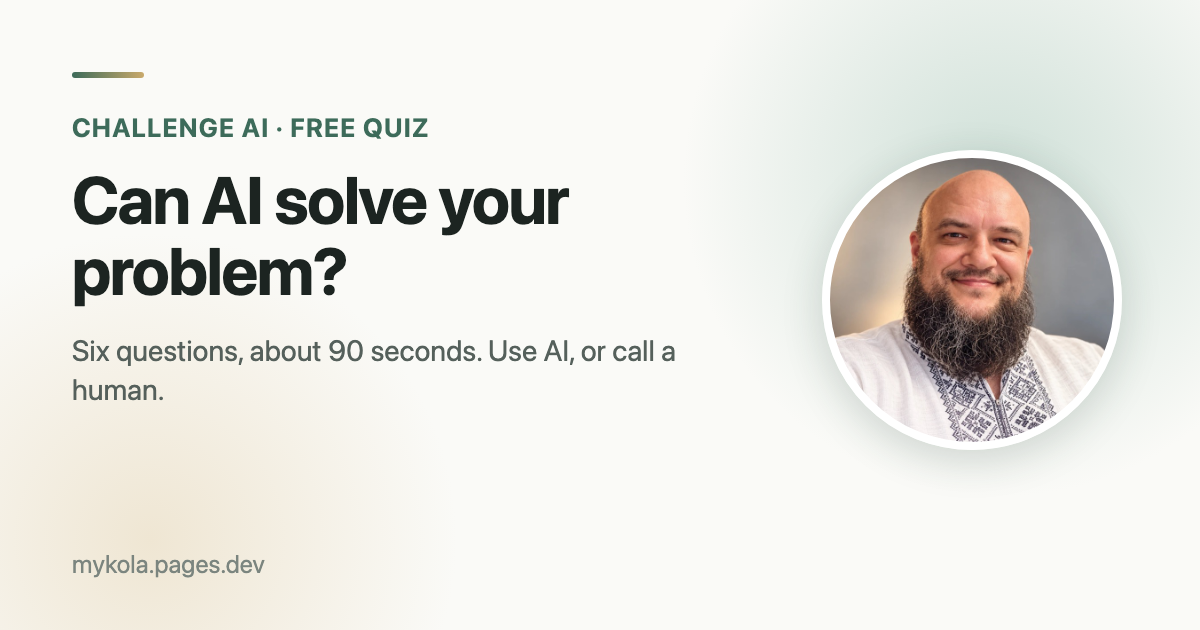 CHALLENGE AI · FREE QUIZ
Can AI solve your
problem?
Six questions, about 90 seconds. Use AI, or call a
human.
mykola.pages.dev